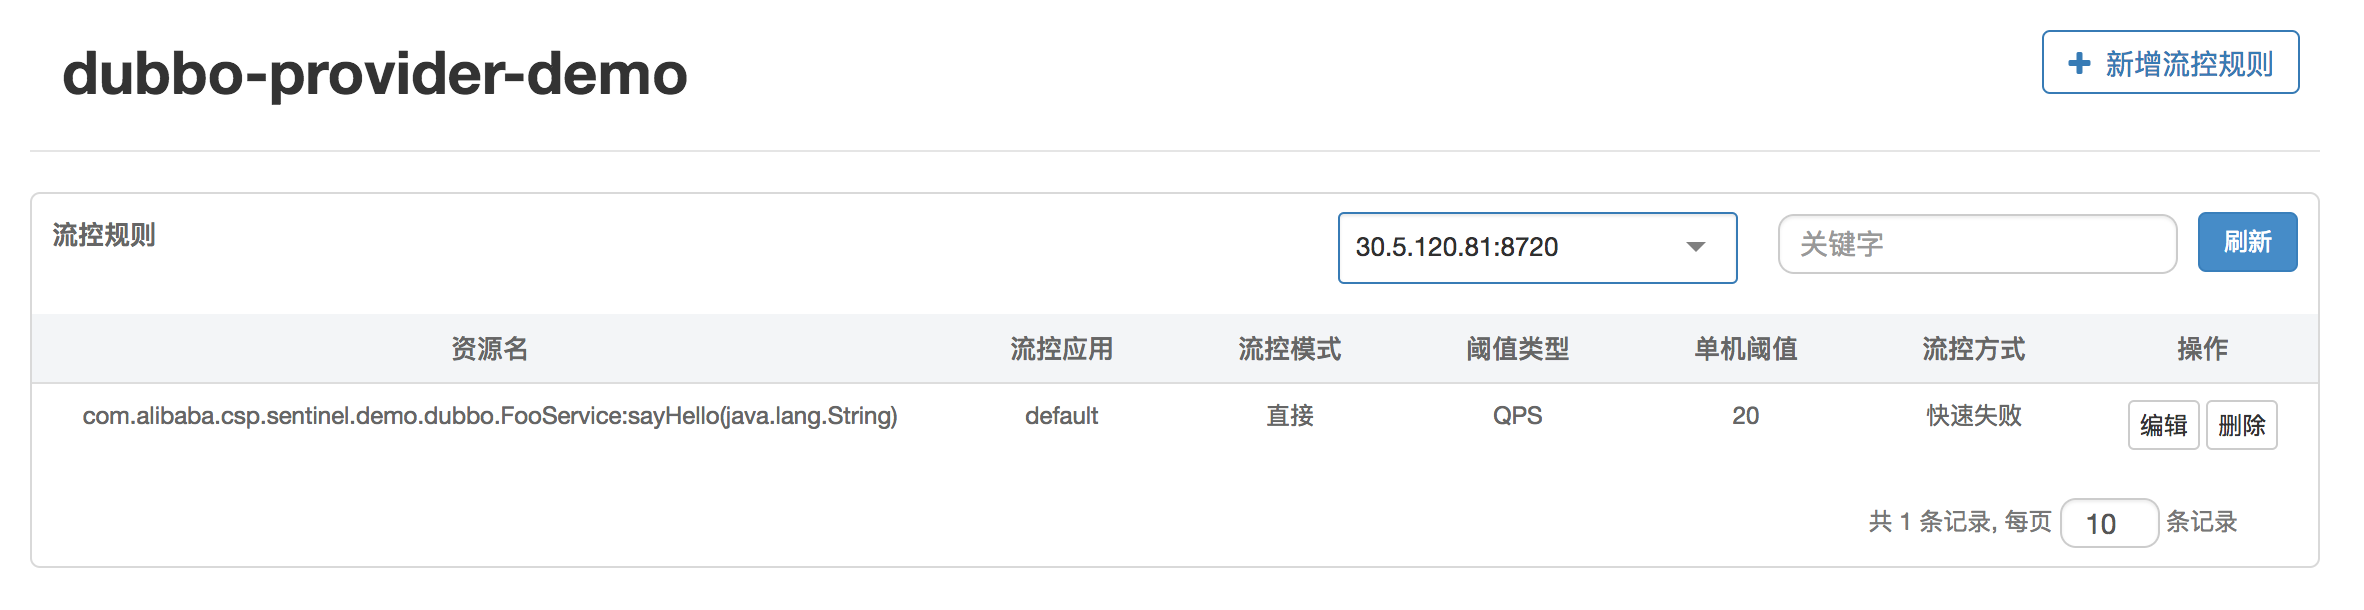 dubbo-provider-demo
新增流控规则
流控规则
30.5.120.81:8720
关键字
刷新
资源名 流控应用 流控模式 阈值类型 单机阈值 流控方式 操作
com.alibaba.csp.sentinel.demo.dubbo.FooService:sayHello(java.lang.String) default 直接 QPS 20 快速失败 编辑 删除
共 1 条记录, 每页 10 条记录